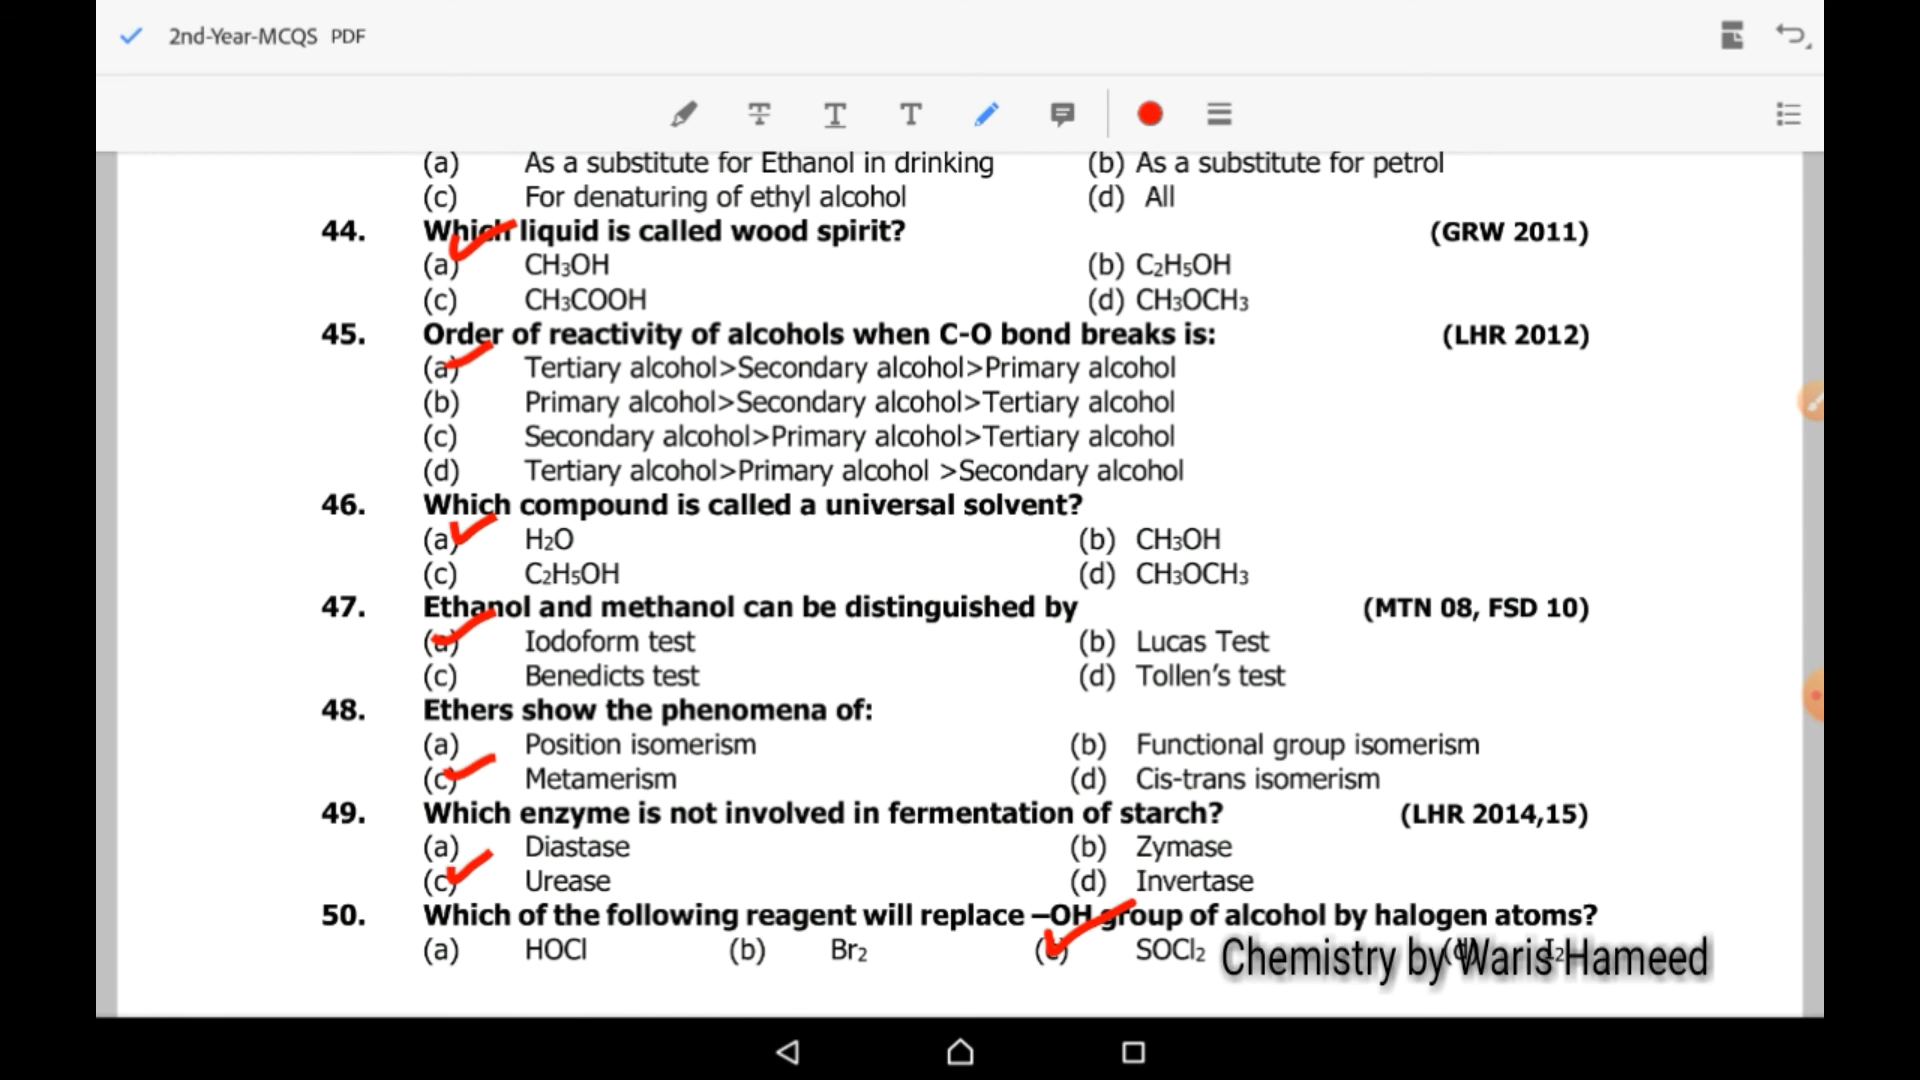 2nd-Year-MCQS PDF
(a) As a substitute for Ethanol in drinking (b) As a substitute for petrol
(c) For denaturing of ethyl alcohol (d) All
44. Which liquid is called wood spirit? (GRW 2011)
(a) CH3OH (b) C2H5OH
(c) CH3COOH (d) CH3OCH3
45. Order of reactivity of alcohols when C-O bond breaks is: (LHR 2012)
(a) Tertiary alcohol>Secondary alcohol>Primary alcohol
(b) Primary alcohol>Secondary alcohol>Tertiary alcohol
(c) Secondary alcohol>Primary alcohol>Tertiary alcohol
(d) Tertiary alcohol>Primary alcohol >Secondary alcohol
46. Which compound is called a universal solvent?
(a) H2O (b) CH3OH
(c) C2H5OH (d) CH3OCH3
47. Ethanol and methanol can be distinguished by (MTN 08, FSD 10)
(a) Iodoform test (b) Lucas Test
(c) Benedicts test (d) Tollen's test
48. Ethers show the phenomena of:
(a) Position isomerism (b) Functional group isomerism
(c) Metamerism (d) Cis-trans isomerism
49. Which enzyme is not involved in fermentation of starch? (LHR 2014,15)
(a) Diastase (b) Zymase
(c) Urease (d) Invertase
50. Which of the following reagent will replace –OH group of alcohol by halogen atoms?
(a) HOCl (b) Br2 (c) SOCl2 (d) I2
Chemistry by Waris Hameed